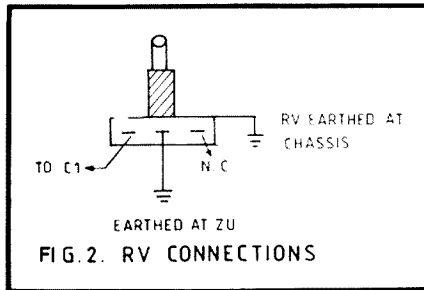 RV EARTHED AT
CHASSIS
TO C1
N.C
EARTHED AT ZU
FIG.2. RV CONNECTIONS